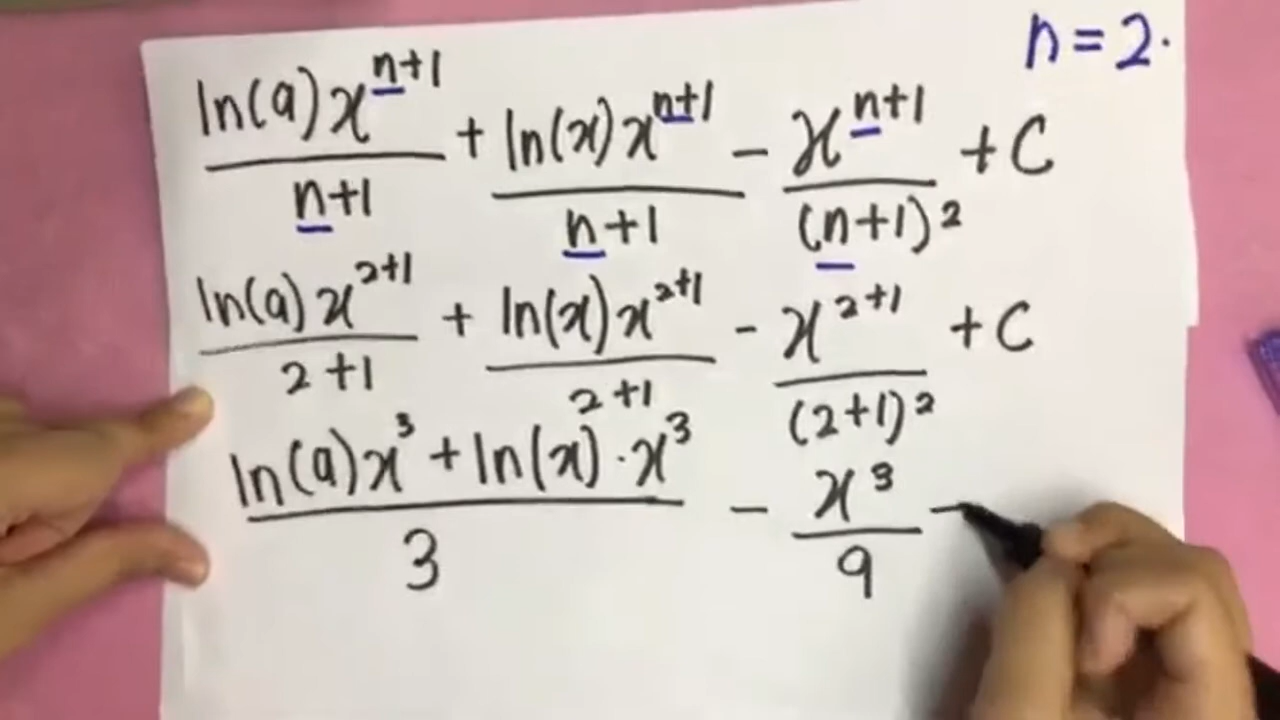 n = 2.
ln(a)x^{n+1}/(n+1) + ln(x)x^{n+1}/(n+1) - x^{n+1}/(n+1)^2 + C
ln(a)x^{2+1}/(2+1) + ln(x)x^{2+1}/(2+1) - x^{2+1}/(2+1)^2 + C
(ln(a)x^3 + ln(x)·x^3)/3 - x^3/9 -